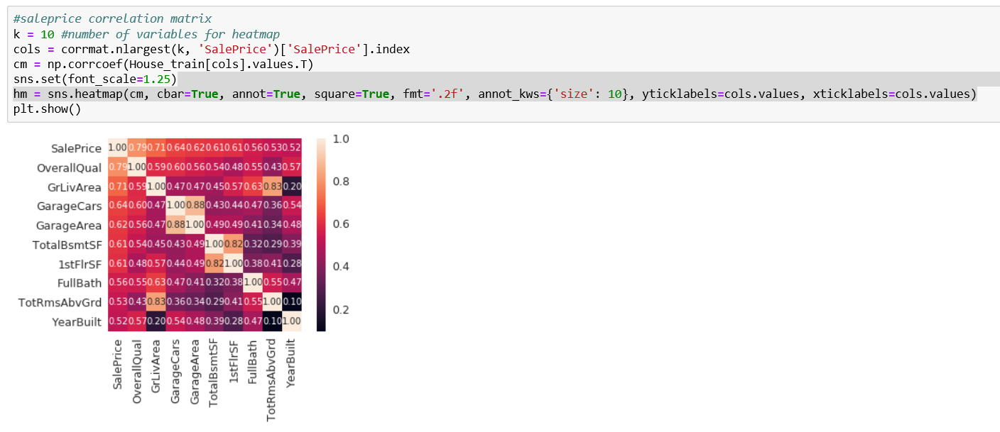 #saleprice correlation matrix
k = 10 #number of variables for heatmap
cols = corrmat.nlargest(k, 'SalePrice')['SalePrice'].index
cm = np.corrcoef(House_train[cols].values.T)
sns.set(font_scale=1.25)
hm = sns.heatmap(cm, cbar=True, annot=True, square=True, fmt='.2f', annot_kws={'size': 10}, yticklabels=cols.values, xticklabels=cols.values)
plt.show()
SalePrice 1.00 0.79 0.71 0.64 0.62 0.61 0.61 0.56 0.53 0.52
OverallQual 0.79 1.00 0.59 0.60 0.56 0.54 0.48 0.55 0.43 0.57
GrLivArea 0.71 0.59 1.00 0.47 0.47 0.45 0.57 0.63 0.83 0.20
GarageCars 0.64 0.60 0.47 1.00 0.88 0.43 0.44 0.47 0.36 0.54
GarageArea 0.62 0.56 0.47 0.88 1.00 0.49 0.49 0.41 0.34 0.48
TotalBsmtSF 0.61 0.54 0.45 0.43 0.49 1.00 0.82 0.32 0.29 0.39
1stFlrSF 0.61 0.48 0.57 0.44 0.49 0.82 1.00 0.38 0.41 0.28
FullBath 0.56 0.55 0.63 0.47 0.41 0.32 0.38 1.00 0.55 0.47
TotRmsAbvGrd 0.53 0.43 0.83 0.36 0.34 0.29 0.41 0.55 1.00 0.10
YearBuilt 0.52 0.57 0.20 0.54 0.48 0.39 0.28 0.47 0.10 1.00
SalePrice
OverallQual
GrLivArea
GarageCars
GarageArea
TotalBsmtSF
1stFlrSF
FullBath
TotRmsAbvGrd
YearBuilt
1.0
0.8
0.6
0.4
0.2